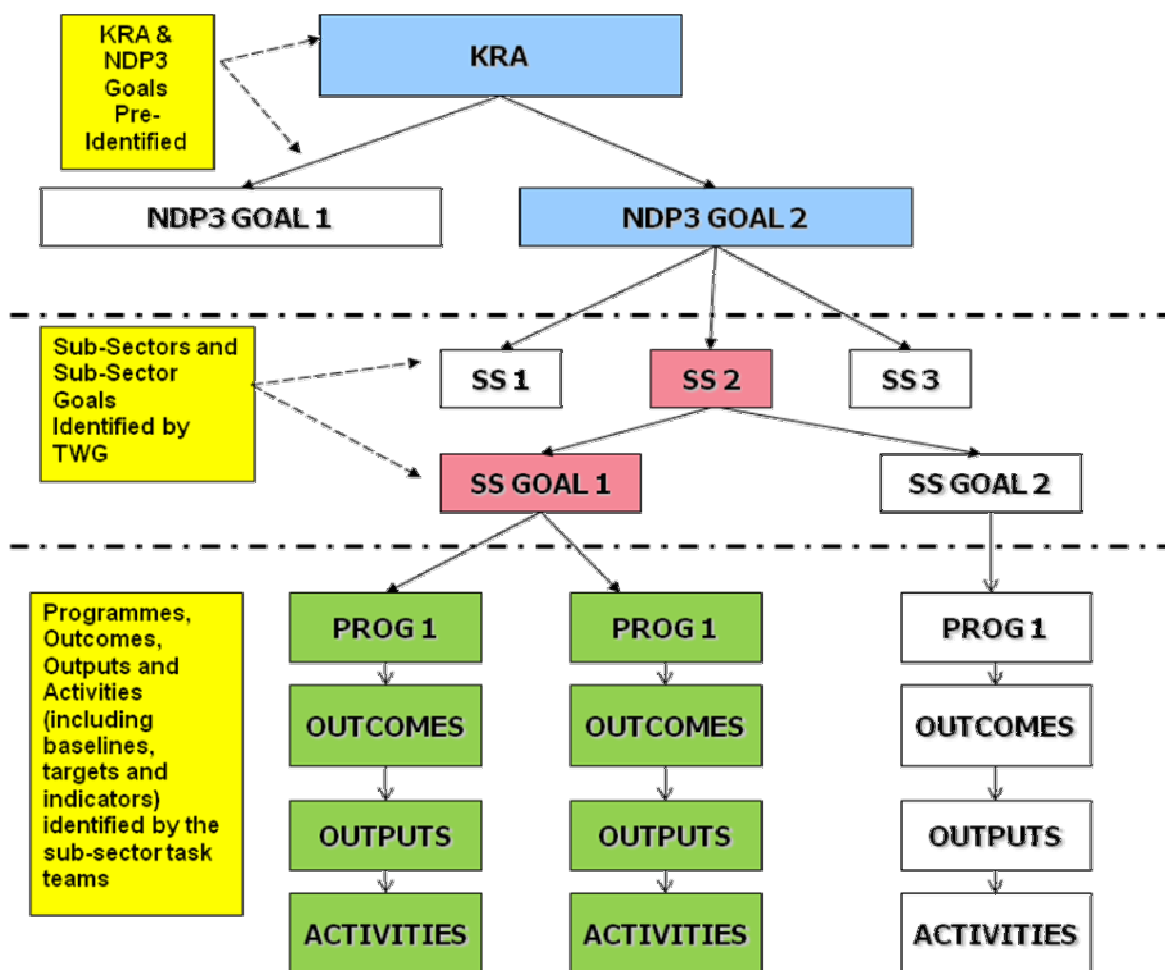 KRA &
NDP3
Goals
Pre-
Identified
KRA
NDP3 GOAL 1
NDP3 GOAL 2
Sub-Sectors and
Sub-Sector
Goals
Identified by
TWG
SS 1
SS 2
SS 3
SS GOAL 1
SS GOAL 2
Programmes,
Outcomes,
Outputs and
Activities
(including
baselines,
targets and
indicators)
identified by the
sub-sector task
teams
PROG 1
PROG 1
PROG 1
OUTCOMES
OUTCOMES
OUTCOMES
OUTPUTS
OUTPUTS
OUTPUTS
ACTIVITIES
ACTIVITIES
ACTIVITIES